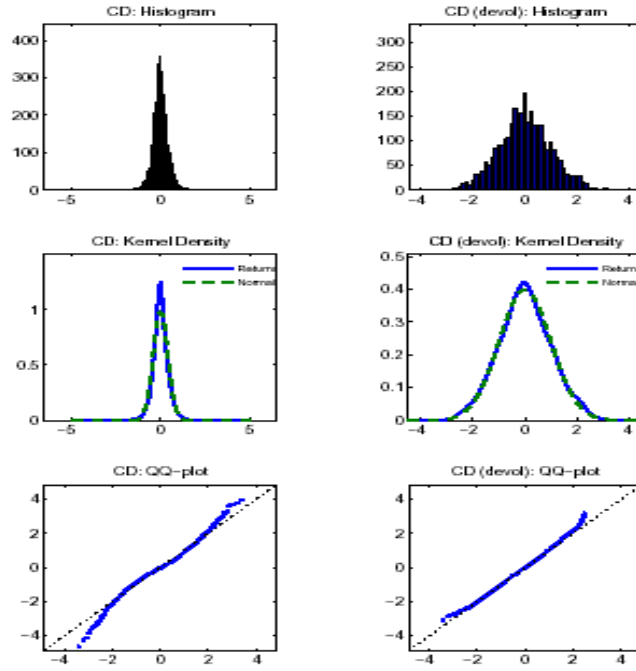 CD: Histogram
400
300
200
100
0
−5 0 5
CD (devol): Histogram
300
250
200
150
100
50
0
−4 −2 0 2 4
CD: Kernel Density
Return
Normal
1
0.5
0
−5 0 5
CD (devol): Kernel Density
Return
Normal
0.5
0.4
0.3
0.2
0.1
0
−4 −2 0 2 4
CD: QQ−plot
4
2
0
−2
−4
−4 −2 0 2 4
CD (devol): QQ−plot
4
2
0
−2
−4
−4 −2 0 2 4